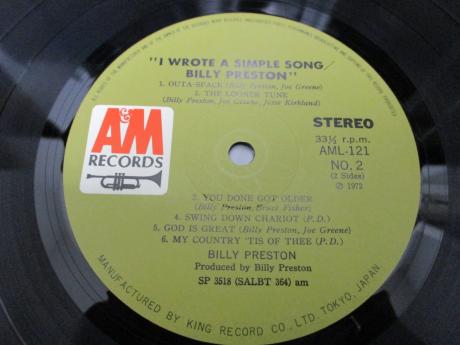 "I WROTE A SIMPLE SONG/
BILLY PRESTON"
1. OUTA-SPACE (Billy Preston, Joe Greene)
2. THE LOONER TUNE
(Billy Preston, Joe Greene, Jesse Kirkland)
A&M
RECORDS
STEREO
33⅓ r.p.m.
AML-121
NO. 2
(2 Sides)
Ⓟ 1972
3. YOU DONE GOT OLDER
(Billy Preston, Bruce Fisher)
4. SWING DOWN CHARIOT (P.D.)
5. GOD IS GREAT (Billy Preston, Joe Greene)
6. MY COUNTRY 'TIS OF THEE (P.D.)
BILLY PRESTON
Produced by Billy Preston
SP 3518 (SALBT 364) am
MANUFACTURED BY KING RECORD CO., LTD. TOKYO, JAPAN.